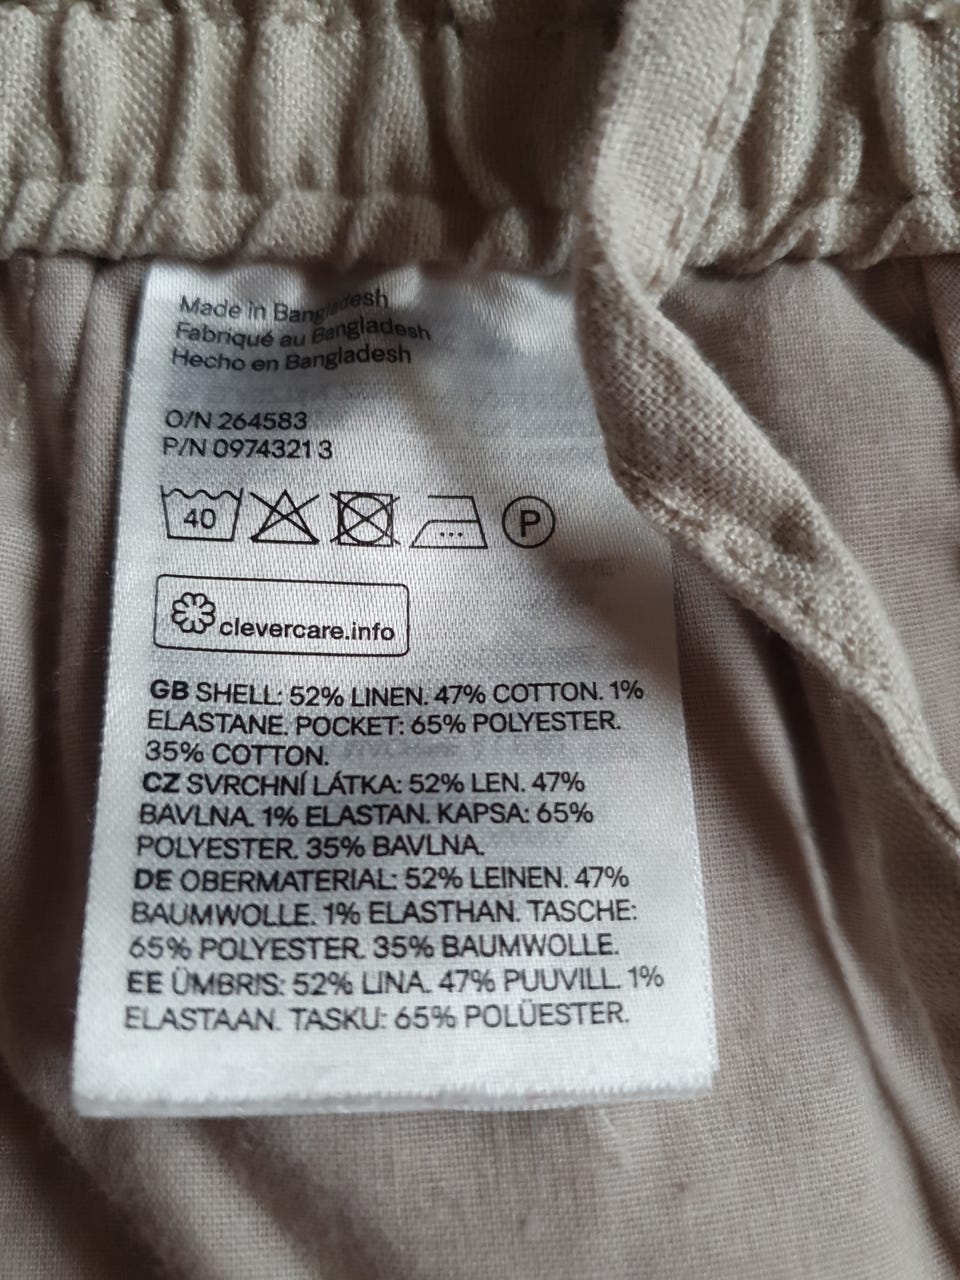 Made in Bangladesh
Fabriqué au Bangladesh
Hecho en Bangladesh
O/N 264583
P/N 09743213
40 P
clevercare.info
GB SHELL: 52% LINEN. 47% COTTON. 1%
ELASTANE. POCKET: 65% POLYESTER.
35% COTTON.
CZ SVRCHNÍ LÁTKA: 52% LEN. 47%
BAVLNA. 1% ELASTAN. KAPSA: 65%
POLYESTER. 35% BAVLNA.
DE OBERMATERIAL: 52% LEINEN. 47%
BAUMWOLLE. 1% ELASTHAN. TASCHE:
65% POLYESTER. 35% BAUMWOLLE.
EE ÜMBRIS: 52% LINA. 47% PUUVILL. 1%
ELASTAAN. TASKU: 65% POLÜESTER.